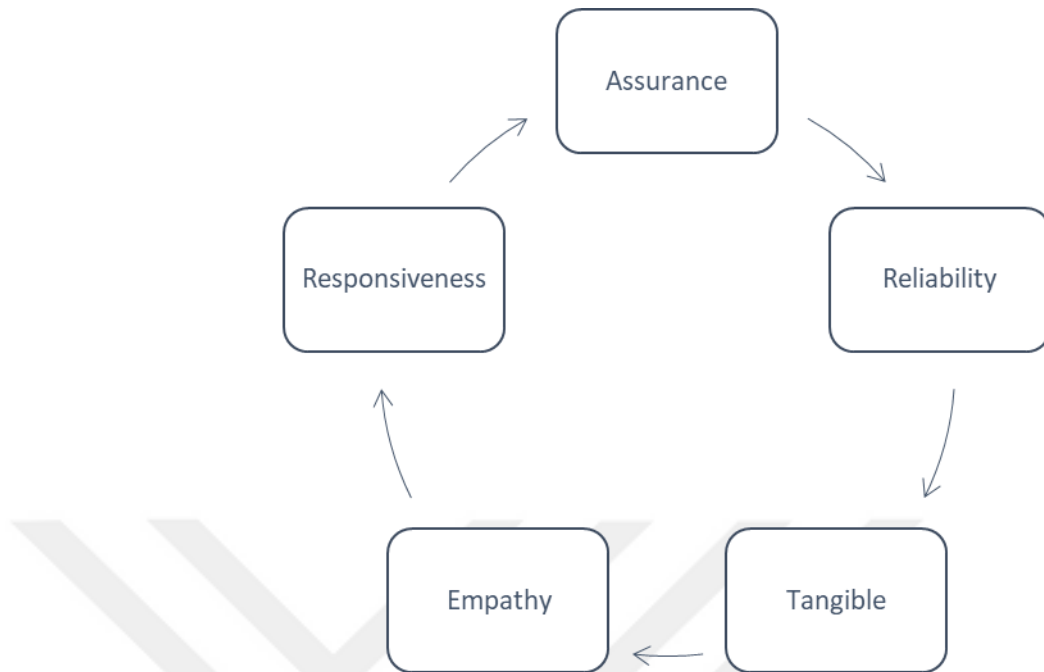 Assurance
Responsiveness
Reliability
Empathy
Tangible